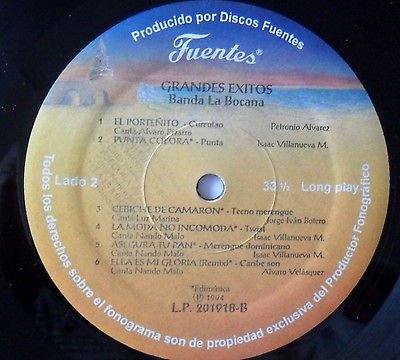 Producido por Discos Fuentes
Fuentes®
GRANDES EXITOS
Banda La Bocana
1 EL PORTEÑITO - Currulao Petronio Alvarez
Canta Alvaro Pizarro
2 PUNTA CULORA* - Punta Isaac Villanueva M.
Lado 2
33 ⅓ Long play
3 CEBICHE DE CAMARON* - Tecno merengue
Canta Luz Marina Jorge Iván Botero
4 LA MODA NO INCOMODA* - Twist
Canta Nando Malo Isaac Villanueva M.
5 ASEGURA TU PAN* - Merengue dominicano
Canta Nando Malo Isaac Villanueva M.
6 ELLA ES MI GLORIA (Remix)* - Caribe son
Canta Nando Malo Alvaro Velásquez
*Edimúsica
(P) 1994
L.P. 201918-B
Todos los derechos sobre el fonograma son de propiedad exclusiva del Productor Fonográfico